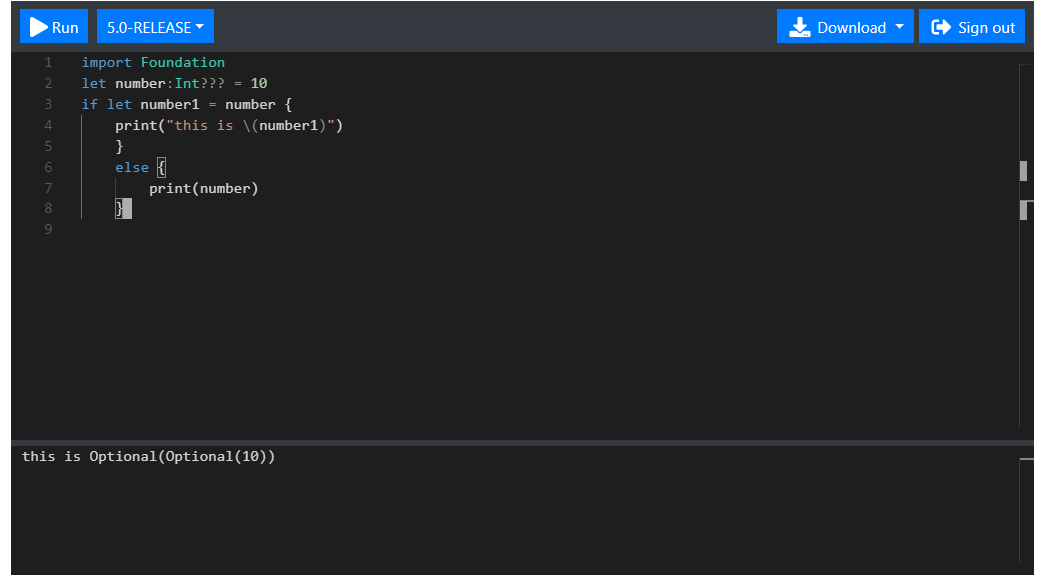 Run 5.0-RELEASE Download Sign out
1 import Foundation
2 let number:Int??? = 10
3 if let number1 = number {
4     print("this is \(number1)")
5     }
6     else {
7         print(number)
8     }
9
this is Optional(Optional(10))